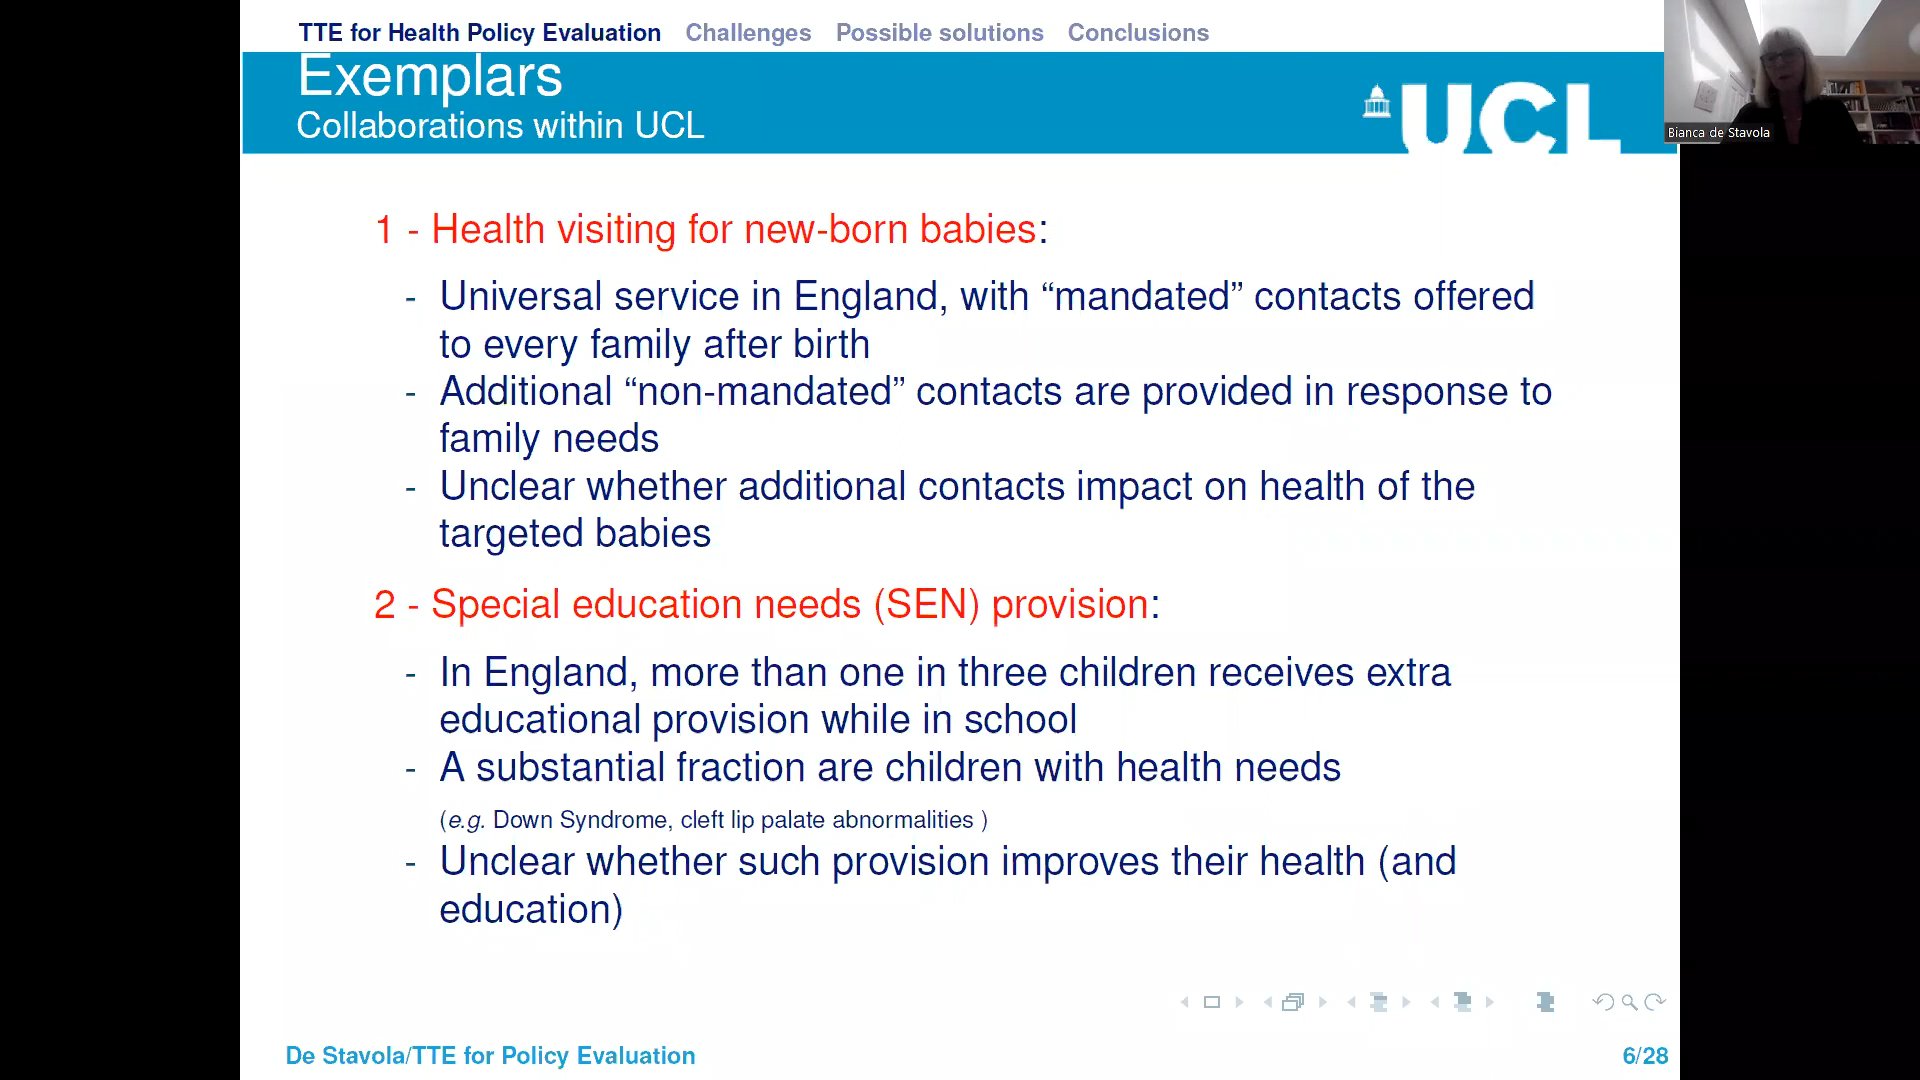 TTE for Health Policy Evaluation Challenges Possible solutions Conclusions
Exemplars
Collaborations within UCL
UCL
Bianca de Stavola
1 - Health visiting for new-born babies:
- Universal service in England, with “mandated” contacts offered
to every family after birth
- Additional “non-mandated” contacts are provided in response to
family needs
- Unclear whether additional contacts impact on health of the
targeted babies
2 - Special education needs (SEN) provision:
- In England, more than one in three children receives extra
educational provision while in school
- A substantial fraction are children with health needs
(e.g. Down Syndrome, cleft lip palate abnormalities )
- Unclear whether such provision improves their health (and
education)
De Stavola/TTE for Policy Evaluation 6/28